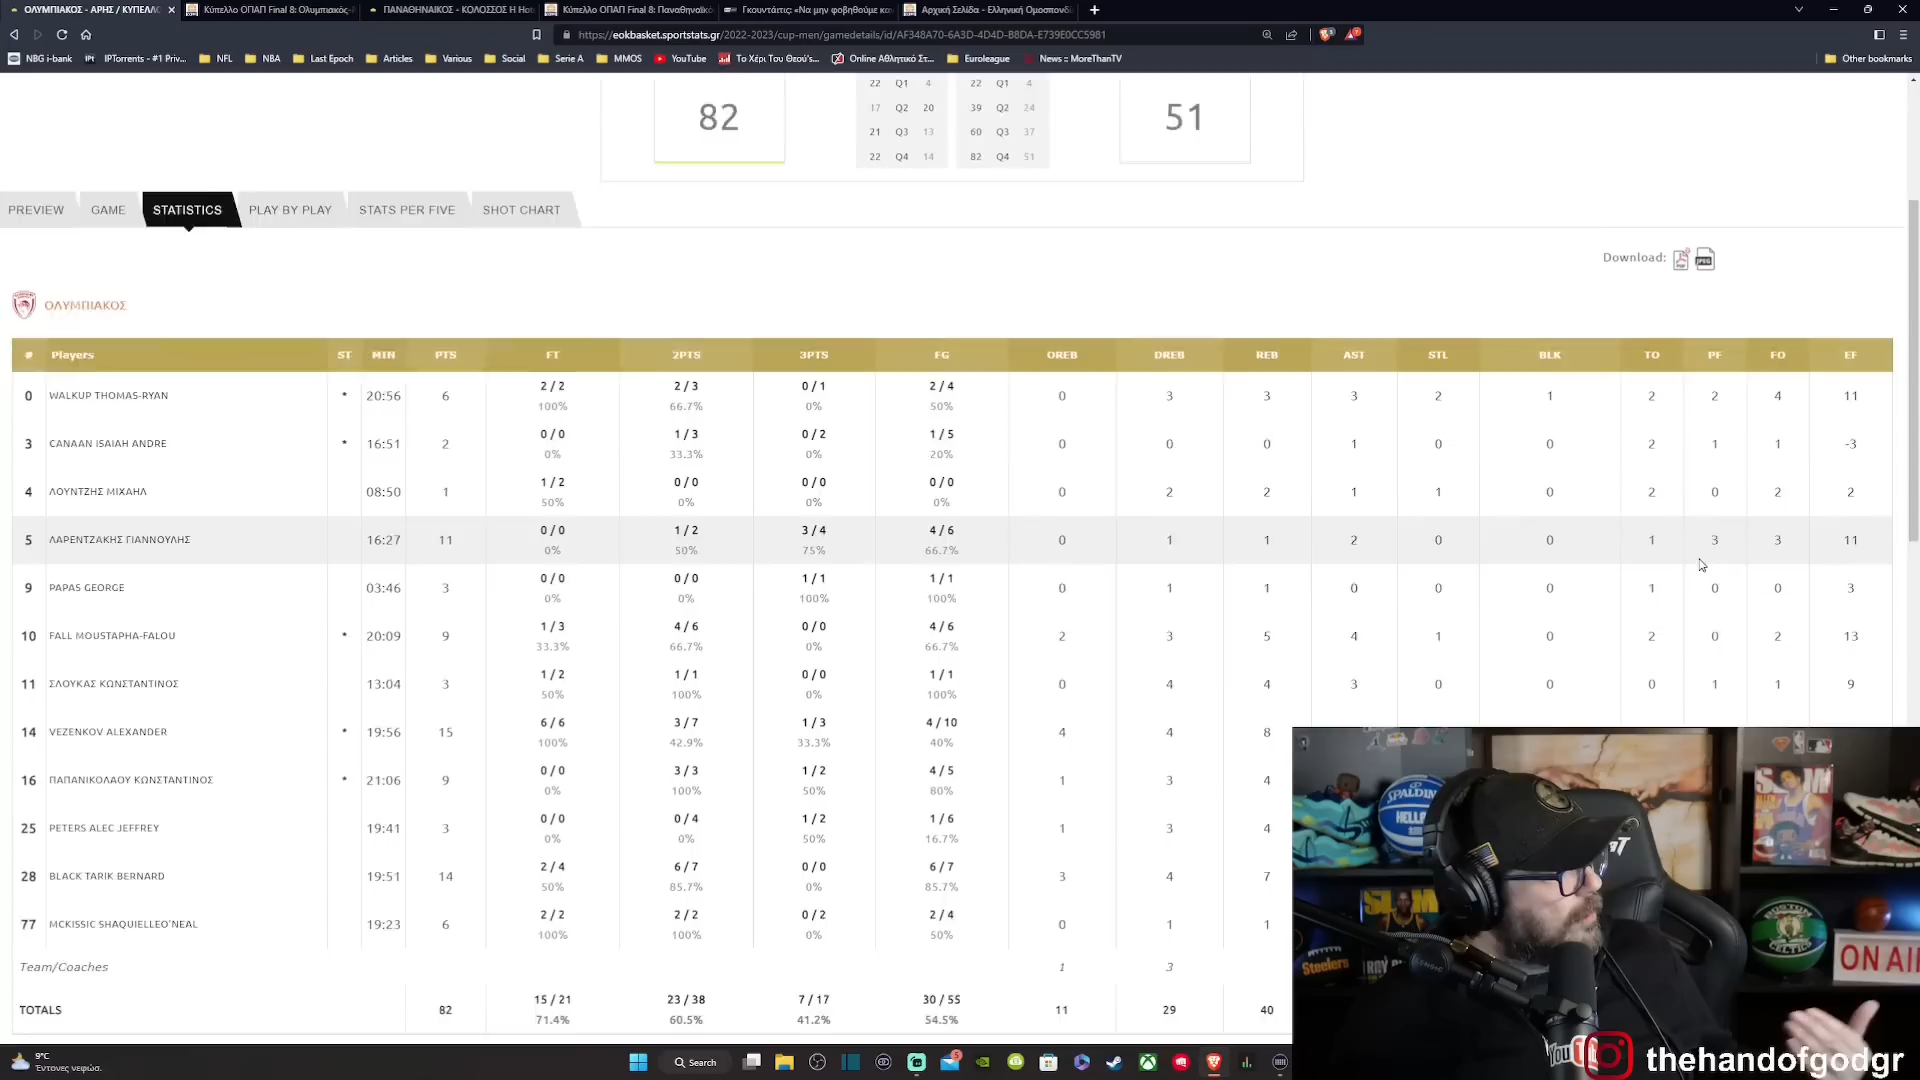 ΟΛΥΜΠΙΑΚΟΣ - ΑΡΗΣ / ΚΥΠΕΛΛΟ
Κύπελλο ΟΠΑΠ Final 8: Ολυμπιακός-
ΠΑΝΑΘΗΝΑΙΚΟΣ - ΚΟΛΟΣΣΟΣ Η Hot
Κύπελλο ΟΠΑΠ Final 8: Παναθηναϊκό
Γκουντάιτις: «Να μην φοβηθούμε κα
Αρχική Σελίδα - Ελληνική Ομοσπονδ
https://eokbasket.sportstats.gr/2022-2023/cup-men/gamedetails/id/AF348A70-6A3D-4D4D-B8DA-E739E0CC5981
NBG i-bank
IPTorrents - #1 Priv...
NFL
NBA
Last Epoch
Articles
Various
Social
Serie A
MMOS
YouTube
Το Χέρι Του Θεού's...
Online Αθλητικό Στ...
Euroleague
News :: MoreThanTV
Other bookmarks
82
22 Q1 4
17 Q2 20
21 Q3 13
22 Q4 14
22 Q1 4
39 Q2 24
60 Q3 37
82 Q4 51
51
PREVIEW GAME STATISTICS PLAY BY PLAY STATS PER FIVE SHOT CHART
Download:
ΟΛΥΜΠΙΑΚΟΣ
# Players ST MIN PTS FT 2PTS 3PTS FG OREB DREB REB AST STL BLK TO PF FO EF
0 WALKUP THOMAS-RYAN * 20:56 6 2 / 2 2 / 3 0 / 1 2 / 4 0 3 3 3 2 1 2 2 4 11
100% 66.7% 0% 50%
3 CANAAN ISAIAH ANDRE * 16:51 2 0 / 0 1 / 3 0 / 2 1 / 5 0 0 0 1 0 0 2 1 1 -3
0% 33.3% 0% 20%
4 ΛΟΥΝΤΖΗΣ ΜΙΧΑΗΛ 08:50 1 1 / 2 0 / 0 0 / 0 0 / 0 0 2 2 1 1 0 2 0 2 2
50% 0% 0% 0%
5 ΛΑΡΕΝΤΖΑΚΗΣ ΓΙΑΝΝΟΥΛΗΣ 16:27 11 0 / 0 1 / 2 3 / 4 4 / 6 0 1 1 2 0 0 1 3 3 11
0% 50% 75% 66.7%
9 PAPAS GEORGE 03:46 3 0 / 0 0 / 0 1 / 1 1 / 1 0 1 1 0 0 0 1 0 0 3
0% 0% 100% 100%
10 FALL MOUSTAPHA-FALOU * 20:09 9 1 / 3 4 / 6 0 / 0 4 / 6 2 3 5 4 1 0 2 0 2 13
33.3% 66.7% 0% 66.7%
11 ΣΛΟΥΚΑΣ ΚΩΝΣΤΑΝΤΙΝΟΣ 13:04 3 1 / 2 1 / 1 0 / 0 1 / 1 0 4 4 3 0 0 0 1 1 9
50% 100% 0% 100%
14 VEZENKOV ALEXANDER * 19:56 15 6 / 6 3 / 7 1 / 3 4 / 10 4 4 8
100% 42.9% 33.3% 40%
16 ΠΑΠΑΝΙΚΟΛΑΟΥ ΚΩΝΣΤΑΝΤΙΝΟΣ * 21:06 9 0 / 0 3 / 3 1 / 2 4 / 5 1 3 4
0% 100% 50% 80%
25 PETERS ALEC JEFFREY 19:41 3 0 / 0 0 / 4 1 / 2 1 / 6 1 3 4
0% 0% 50% 16.7%
28 BLACK TARIK BERNARD 19:51 14 2 / 4 6 / 7 0 / 0 6 / 7 3 4 7
50% 85.7% 0% 85.7%
77 MCKISSIC SHAQUIELLEO'NEAL 19:23 6 2 / 2 2 / 2 0 / 2 2 / 4 0 1 1
100% 100% 0% 50%
Team/Coaches 1 3
TOTALS 82 15 / 21 23 / 38 7 / 17 30 / 55 11 29 40
71.4% 60.5% 41.2% 54.5%
SPALDING
HELLO
SLAM
SLAM
Steelers
BOSTON
CELTICS
ON AIR
thehandofgodgr
9°C
Έντονες νεφώσ.
Search
5